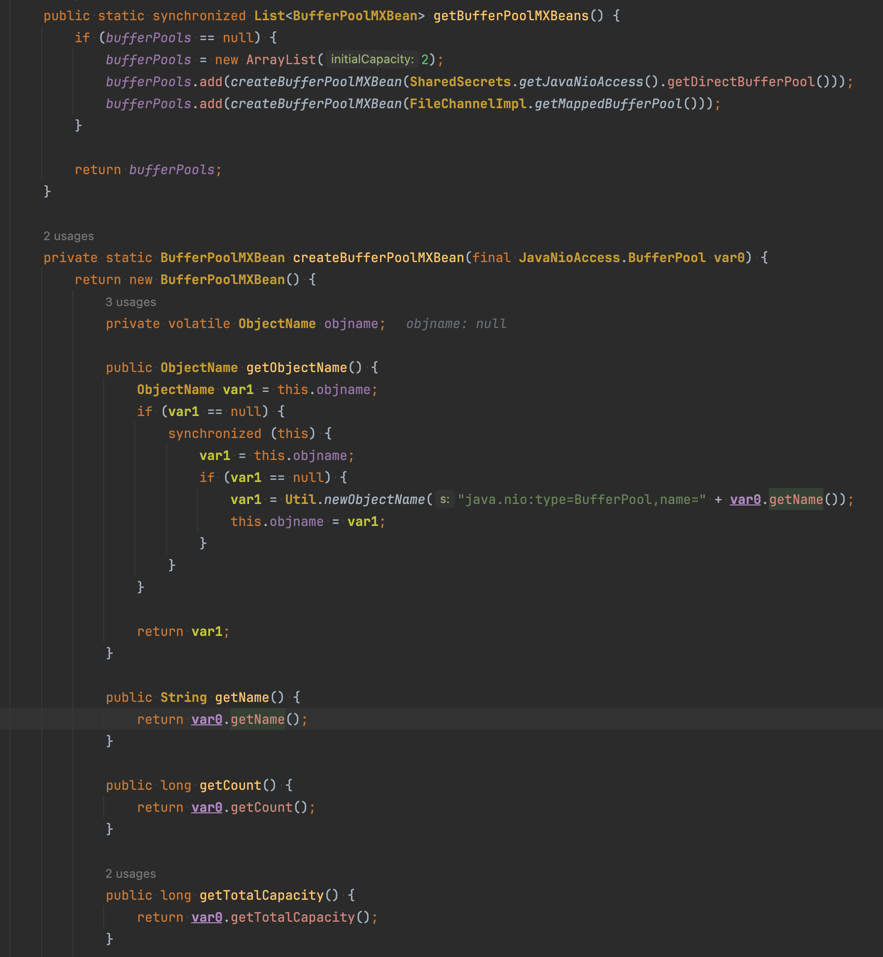 public static synchronized List<BufferPoolMXBean> getBufferPoolMXBeans() {
if (bufferPools == null) {
bufferPools = new ArrayList( initialCapacity: 2);
bufferPools.add(createBufferPoolMXBean(SharedSecrets.getJavaNioAccess().getDirectBufferPool()));
bufferPools.add(createBufferPoolMXBean(FileChannelImpl.getMappedBufferPool()));
}
return bufferPools;
}
2 usages
private static BufferPoolMXBean createBufferPoolMXBean(final JavaNioAccess.BufferPool var0) {
return new BufferPoolMXBean() {
3 usages
private volatile ObjectName objname; objname: null
public ObjectName getObjectName() {
ObjectName var1 = this.objname;
if (var1 == null) {
synchronized (this) {
var1 = this.objname;
if (var1 == null) {
var1 = Util.newObjectName( s: "java.nio:type=BufferPool,name=" + var0.getName());
this.objname = var1;
}
}
}
return var1;
}
public String getName() {
return var0.getName();
}
public long getCount() {
return var0.getCount();
}
2 usages
public long getTotalCapacity() {
return var0.getTotalCapacity();
}